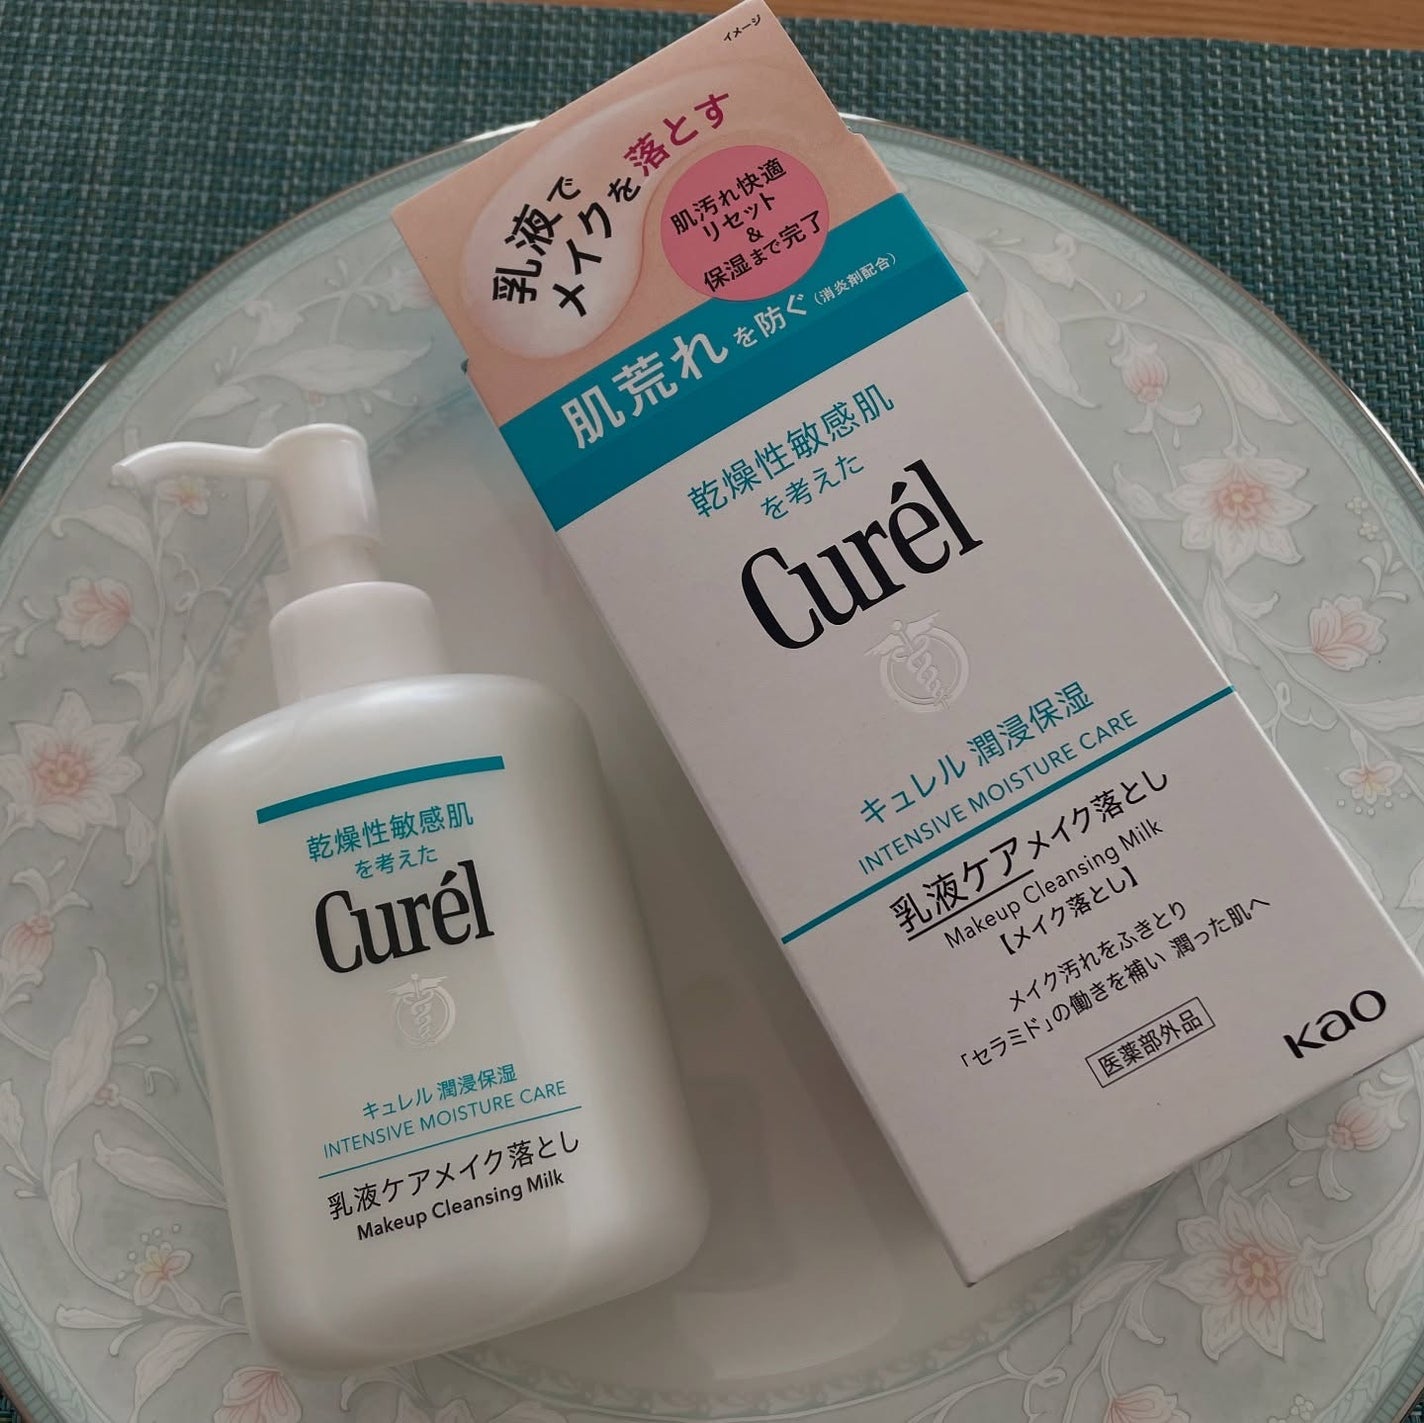 イメージ
乳液で
メイクを落とす
肌汚れ快適
リセット
&
保湿まで完了
肌荒れを防ぐ(消炎剤配合)
乾燥性敏感肌
を考えた
Curél
キュレル 潤浸保湿
INTENSIVE MOISTURE CARE
乳液ケアメイク落とし
Makeup Cleansing Milk
【メイク落とし】
メイク汚れをふきとり
「セラミド」の働きを補い 潤った肌へ
医薬部外品
Kao
乾燥性敏感肌
を考えた
Curél
キュレル 潤浸保湿
INTENSIVE MOISTURE CARE
乳液ケアメイク落とし
Makeup Cleansing Milk